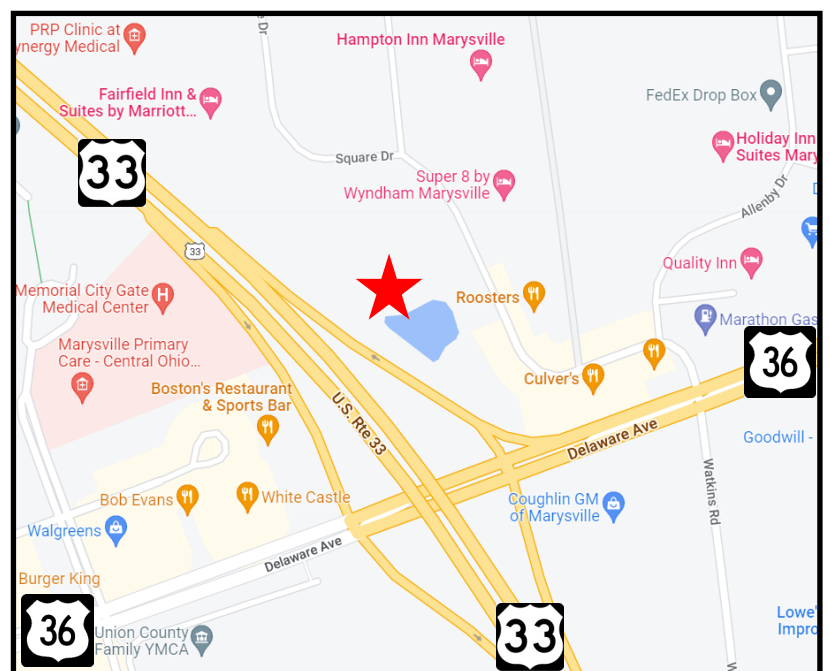 PRP Clinic at
ynergy Medical
e Dr
Hampton Inn Marysville
Fairfield Inn &
Suites by Marriott...
FedEx Drop Box
33
Holiday Inn
Suites Mary
Square Dr
Super 8 by
Wyndham Marysville
Allenby Dr
33
Quality Inn
Memorial City Gate
Medical Center
H
Roosters
Marathon Gas
Marysville Primary
Care - Central Ohio...
36
Culver's
Boston's Restaurant
& Sports Bar
U.S. Rte 33
Delaware Ave
Goodwill -
Bob Evans
White Castle
Coughlin GM
of Marysville
Watkins Rd
Walgreens
Delaware Ave
Burger King
36
Union County
Family YMCA
33
Lowe'
Impro
W